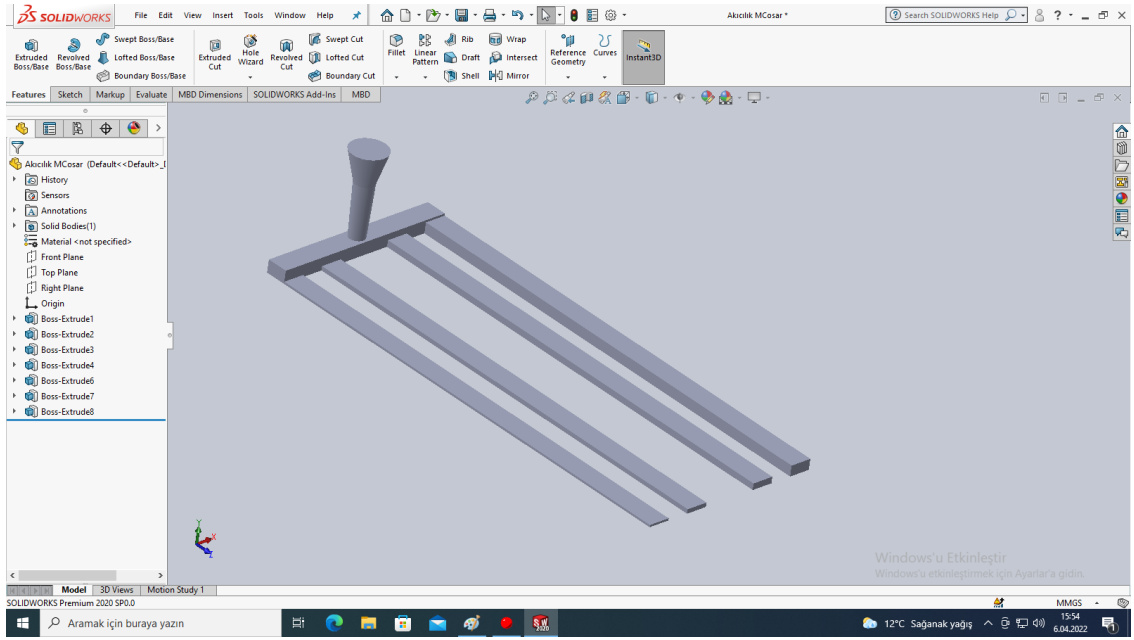 SOLIDWORKS File Edit View Insert Tools Window Help Akıcılık MCosar * Search SOLIDWORKS Help
Extruded Boss/Base
Revolved Boss/Base
Swept Boss/Base
Lofted Boss/Base
Boundary Boss/Base
Extruded Cut
Hole Wizard
Revolved Cut
Swept Cut
Lofted Cut
Boundary Cut
Fillet
Linear Pattern
Rib
Draft
Shell
Wrap
Intersect
Mirror
Reference Geometry
Curves
Instant3D
Features Sketch Markup Evaluate MBD Dimensions SOLIDWORKS Add-Ins MBD
Akıcılık MCosar (Default<<Default>_
History
Sensors
Annotations
Solid Bodies(1)
Material <not specified>
Front Plane
Top Plane
Right Plane
Origin
Boss-Extrude1
Boss-Extrude2
Boss-Extrude3
Boss-Extrude4
Boss-Extrude6
Boss-Extrude7
Boss-Extrude8
Y
X
Z
Windows'u Etkinleştir
Windows'u etkinleştirmek için Ayarlar'a gidin.
Model 3D Views Motion Study 1
SOLIDWORKS Premium 2020 SP0.0 MMGS
Aramak için buraya yazın 12°C Sağanak yağış 15:54
6.04.2022